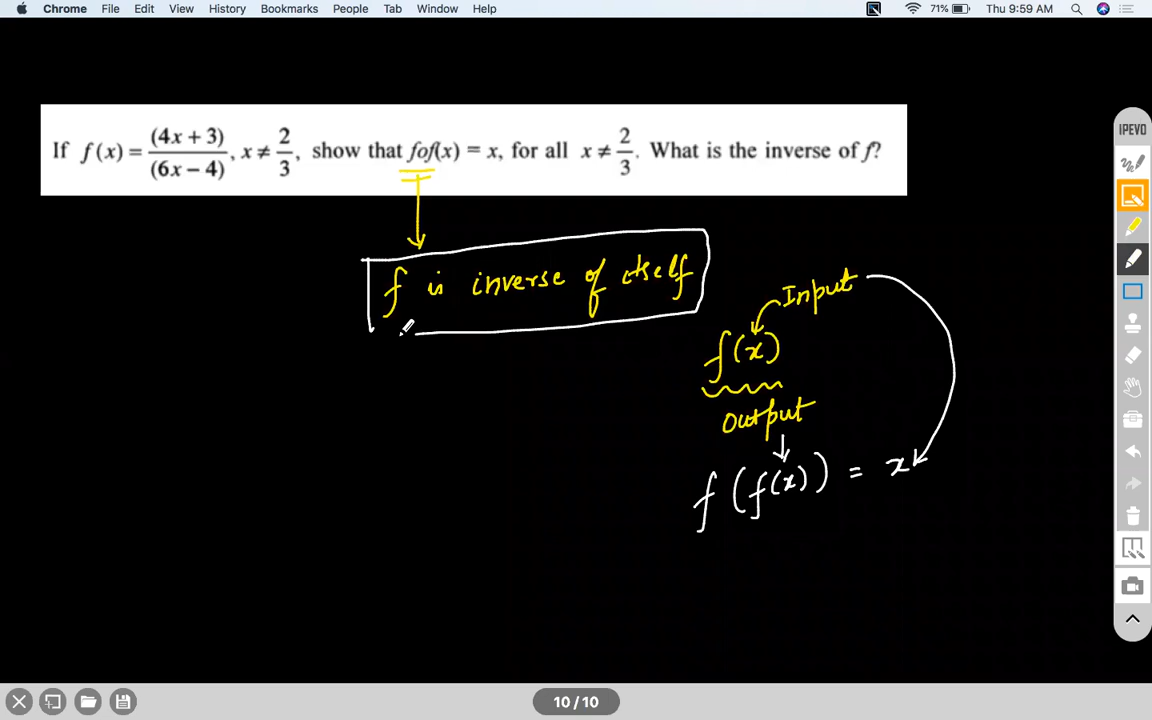 Chrome File Edit View History Bookmarks People Tab Window Help 71% Thu 9:59 AM
If f(x) = (4x + 3)/(6x − 4), x ≠ 2/3, show that fof(x) = x, for all x ≠ 2/3. What is the inverse of f?
IPEVO
f is inverse of itself
Input
f(x)
Output
f(f(x)) = x
10 / 10